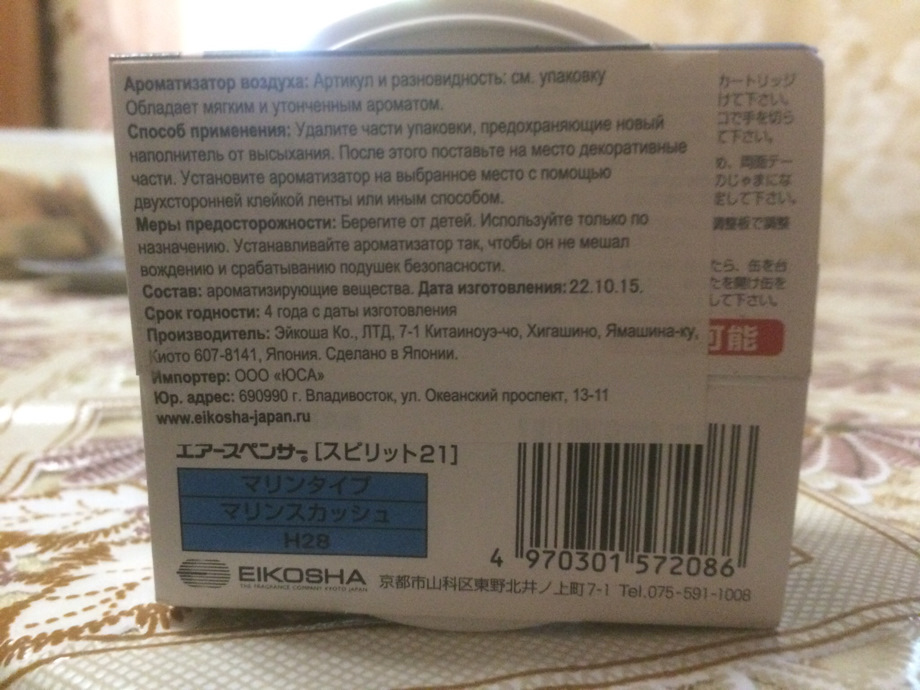 Ароматизатор воздуха: Артикул и разновидность: см. упаковку
Обладает мягким и утонченным ароматом.
Способ применения: Удалите части упаковки, предохраняющие новый
наполнитель от высыхания. После этого поставьте на место декоративные
части. Установите ароматизатор на выбранное место с помощью
двухсторонней клейкой ленты или иным способом.
Меры предосторожности: Берегите от детей. Используйте только по
назначению. Устанавливайте ароматизатор так, чтобы он не мешал
вождению и срабатыванию подушек безопасности.
Состав: ароматизирующие вещества. Дата изготовления: 22.10.15.
Срок годности: 4 года с даты изготовления
Производитель: Эйкоша Ко., ЛТД, 7-1 Китаиноуэ-чо, Хигашино, Ямашина-ку,
Киото 607-8141, Япония. Сделано в Японии.
Импортер: ООО «ЮСА»
Юр. адрес: 690990 г. Владивосток, ул. Океанский проспект, 13-11
www.eikosha-japan.ru
カートリッジ
けて下さい。
コで手を切ら
て下さい。
め、両面テー
のじゃまにな
定して下さい。
調整板で調整
たら、缶を台
たを開け缶を
して下さい。
可能
エアースペンサー® [スピリット21]
マリンタイプ
マリンスカッシュ
H28
EIKOSHA
THE FRAGRANCE COMPANY KYOTO JAPAN
4 970301 572086
京都市山科区東野北井ノ上町7-1 Tel.075-591-1008